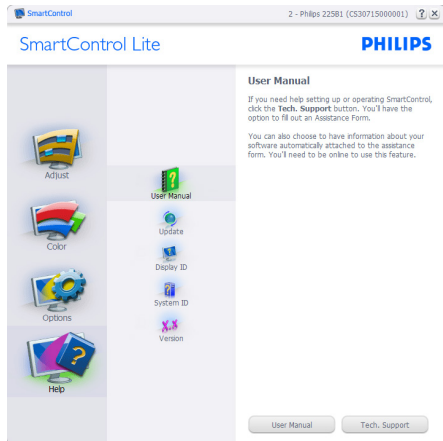 SmartControl
2 - Philips 225B1 (CS30715000001)
SmartControl Lite
PHILIPS
Adjust
Color
Options
Help
User Manual
Update
Display ID
System ID
Version
User Manual
If you need help setting up or operating SmartControl,
click the Tech. Support button. You'll have the
option to fill out an Assistance Form.
You can also choose to have information about your
software automatically attached to the assistance
form. You'll need to be online to use this feature.
User Manual
Tech. Support